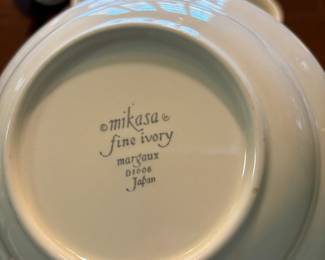 © mikasa ®
fine ivory
margaux
D1006
Japan